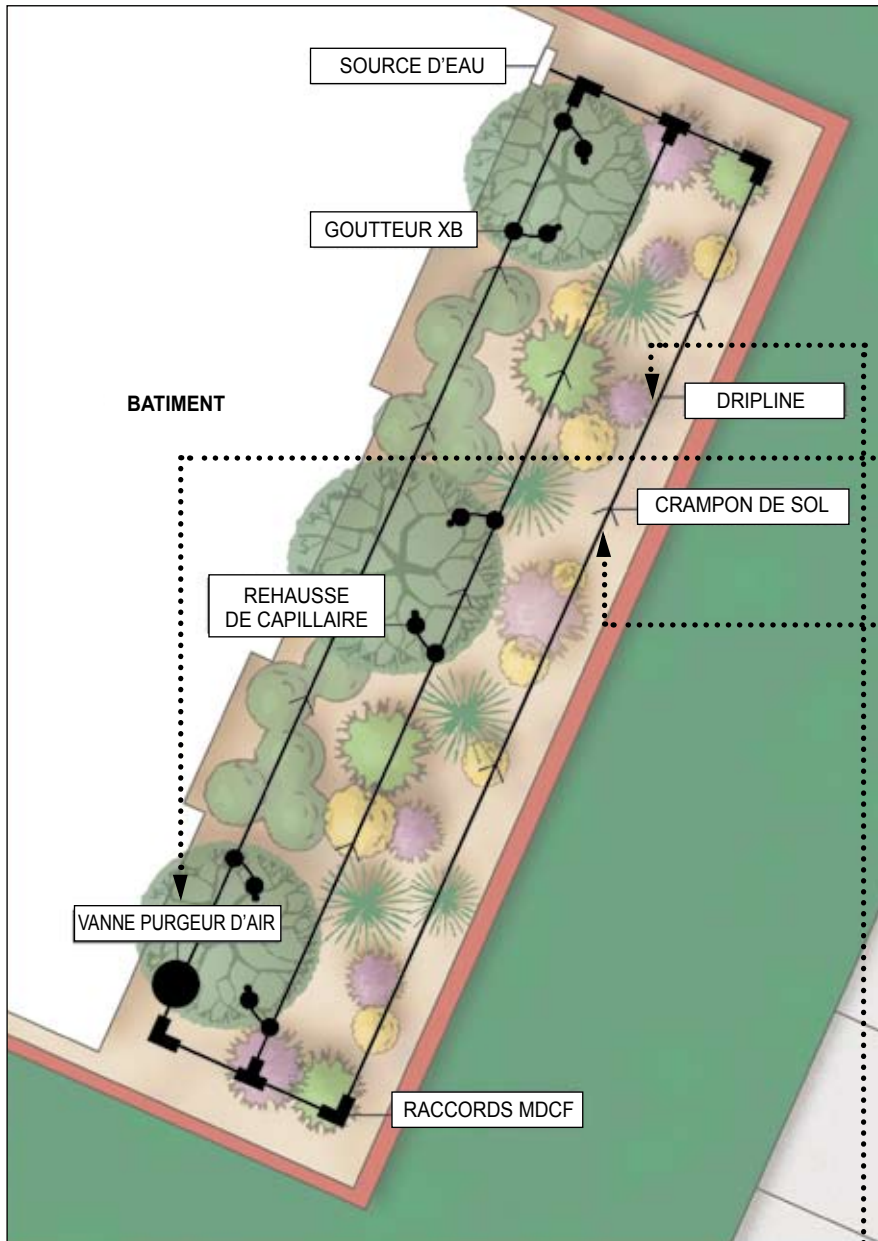 SOURCE D'EAU
GOUTTEUR XB
BATIMENT
DRIPLINE
CRAMPON DE SOL
REHAUSSE
DE CAPILLAIRE
VANNE PURGEUR D'AIR
RACCORDS MDCF